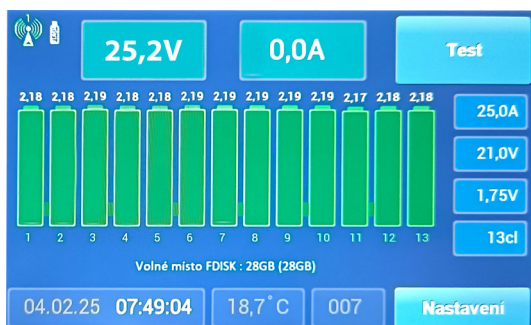 1
25,2V
0,0A
Test
2,18 2,18 2,19 2,18 2,18 2,19 2,19 2,19 2,19 2,19 2,17 2,18 2,18
25,0A
21,0V
1,75V
13cl
1 2 3 4 5 6 7 8 9 10 11 12 13
Volné místo FDISK : 28GB (28GB)
04.02.25 07:49:04 18,7°C 007 Nastavení